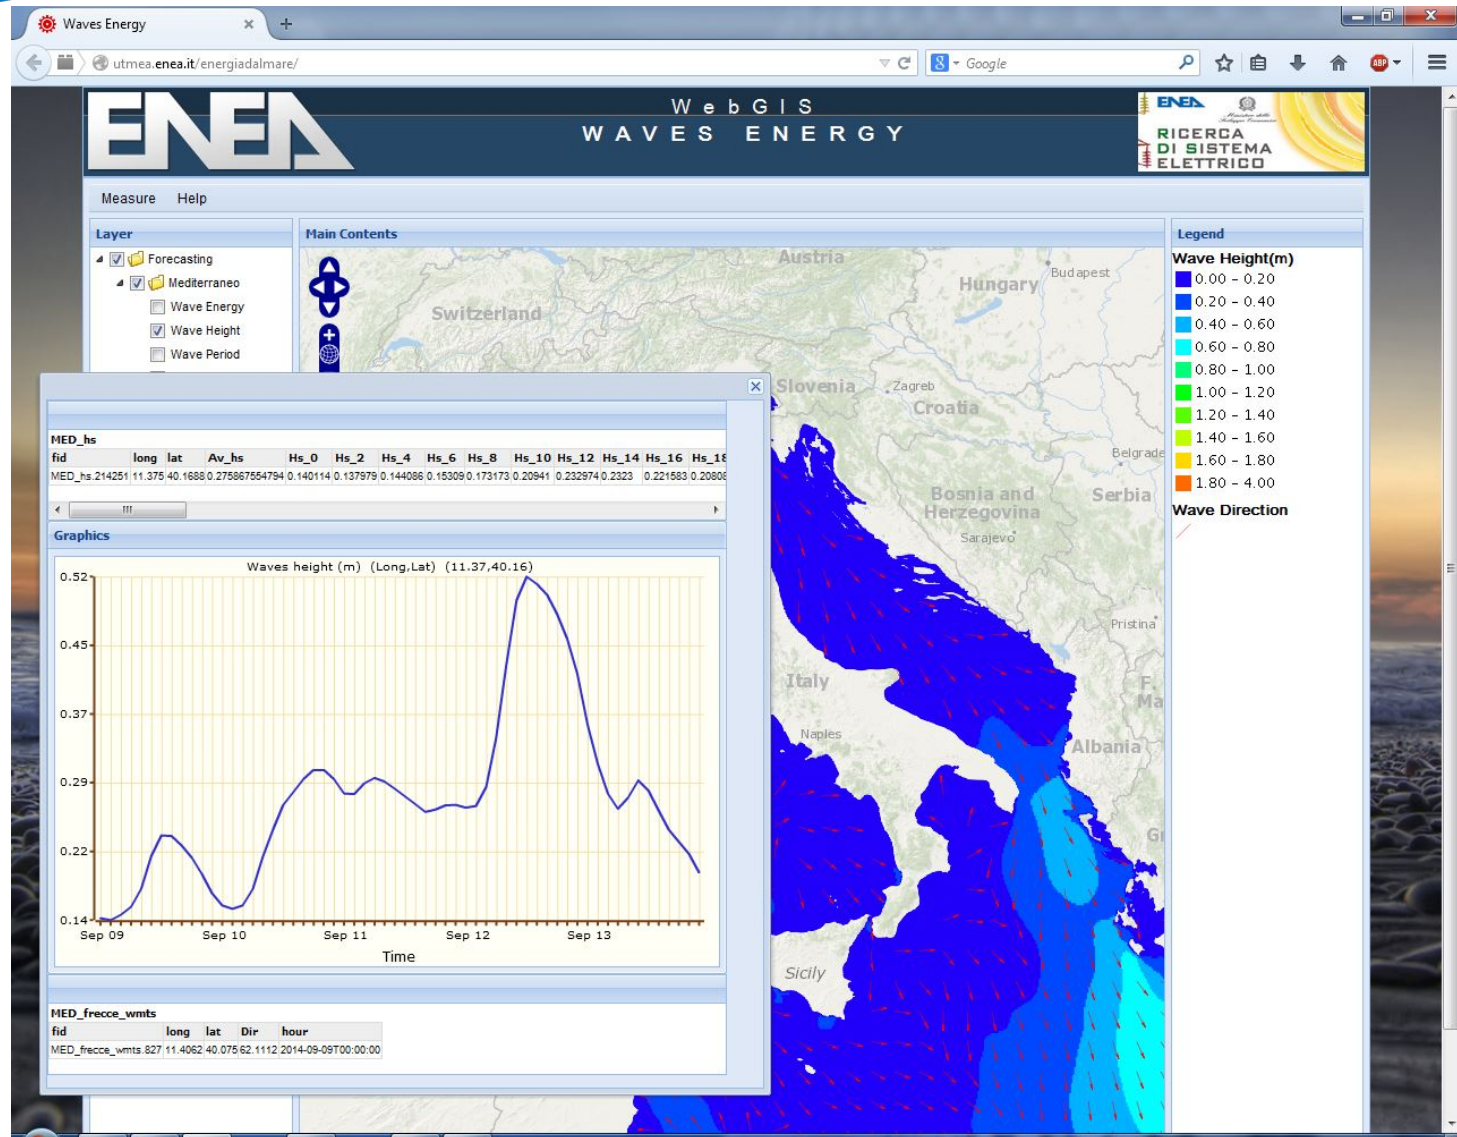 Waves Energy
utmea.enea.it/energiadalmare/
Google
ABP
ENEA
WebGIS
WAVES ENERGY
ENEA
RICERCA
DI SISTEMA
ELETTRICO
Measure Help
Layer
Forecasting
Mediterraneo
Wave Energy
Wave Height
Wave Period
Main Contents
Austria
Budapest
Hungary
Switzerland
Slovenia
Zagreb
Croatia
Belgrade
Bosnia and
Herzegovina
Serbia
Sarajevo
Pristina
Italy
F.
Ma
Naples
Albania
Gr
Sicily
Legend
Wave Height(m)
0.00 - 0.20
0.20 - 0.40
0.40 - 0.60
0.60 - 0.80
0.80 - 1.00
1.00 - 1.20
1.20 - 1.40
1.40 - 1.60
1.60 - 1.80
1.80 - 4.00
Wave Direction
MED_hs
fid long lat Av_hs Hs_0 Hs_2 Hs_4 Hs_6 Hs_8 Hs_10 Hs_12 Hs_14 Hs_16 Hs_18
MED_hs.214251 11.375 40.1688 0.275867554794 0.140114 0.137979 0.144086 0.15309 0.173173 0.20941 0.232974 0.2323 0.221583 0.20808
Graphics
Waves height (m) (Long,Lat) (11.37,40.16)
0.52
0.45
0.37
0.29
0.22
0.14
Sep 09 Sep 10 Sep 11 Sep 12 Sep 13
Time
MED_frecce_wmts
fid long lat Dir hour
MED_frecce_wmts.827 11.4062 40.075 62.1112 2014-09-09T00:00:00